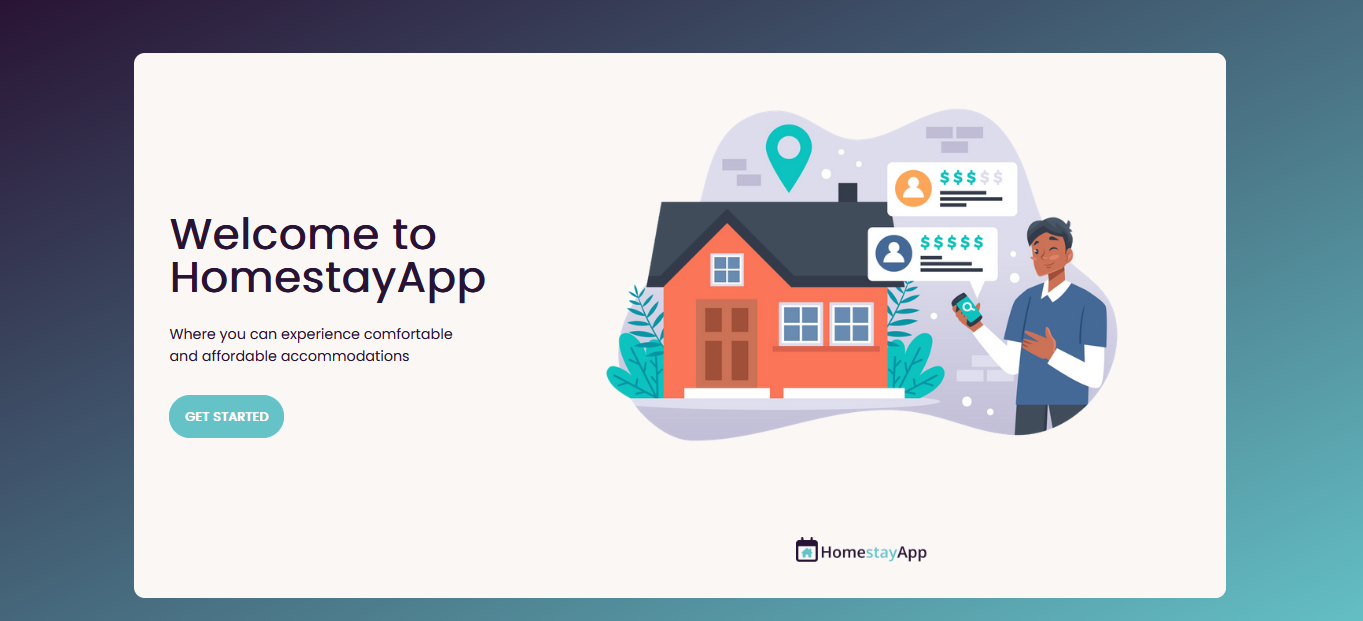 Welcome to
HomestayApp
Where you can experience comfortable
and affordable accommodations
GET STARTED
$$$$$
$$$$$
HomestayApp